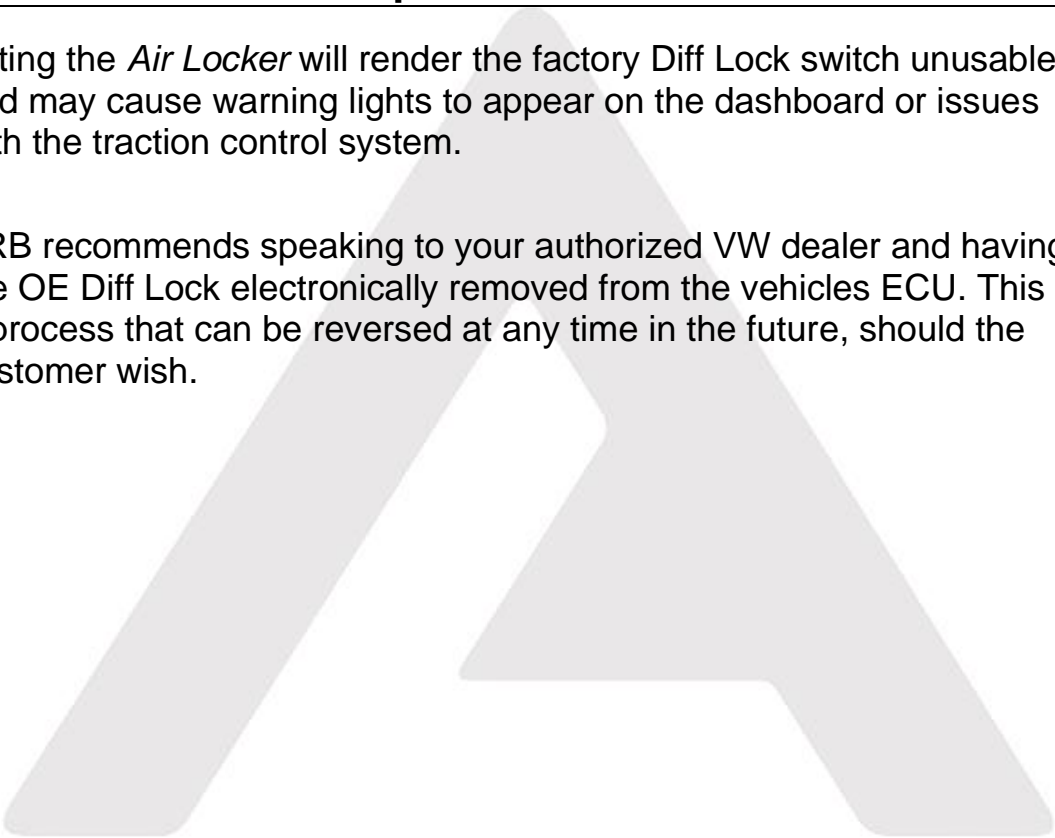 ting the Air Locker will render the factory Diff Lock switch unusable
d may cause warning lights to appear on the dashboard or issues
th the traction control system.
RB recommends speaking to your authorized VW dealer and having
e OE Diff Lock electronically removed from the vehicles ECU. This
process that can be reversed at any time in the future, should the
stomer wish.